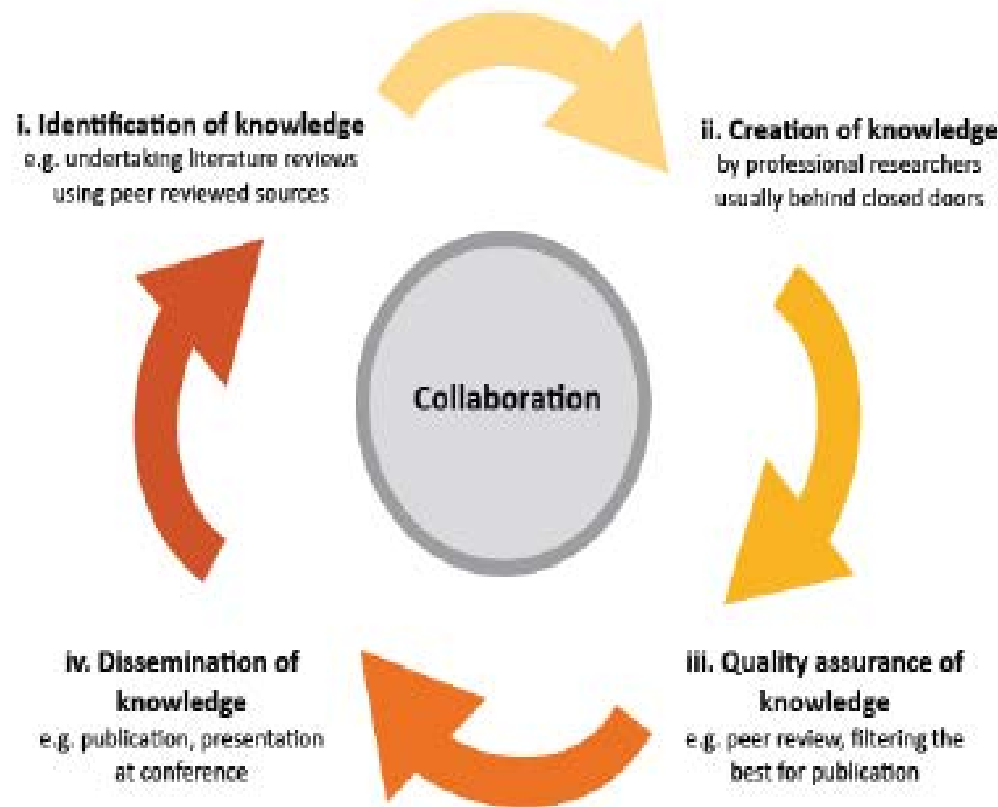 i. Identification of knowledge
e.g. undertaking literature reviews
using peer reviewed sources
ii. Creation of knowledge
by professional researchers
usually behind closed doors
Collaboration
iii. Quality assurance of
knowledge
e.g. peer review, filtering the
best for publication
iv. Dissemination of
knowledge
e.g. publication, presentation
at conference